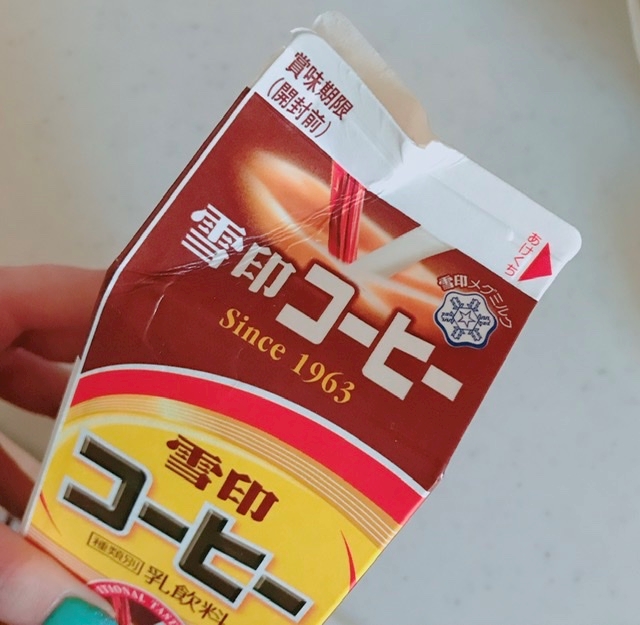 賞味期限
(開封前)
あけくち
雪印メグミルク
雪印コーヒー
Since 1963
雪印
コーヒー
種類別 乳飲料